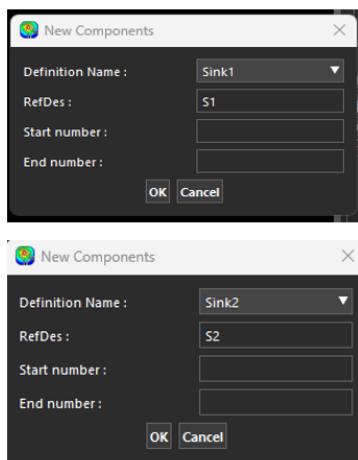 New Components
Definition Name : Sink1
RefDes : S1
Start number :
End number :
OK Cancel
New Components
Definition Name : Sink2
RefDes : S2
Start number :
End number :
OK Cancel